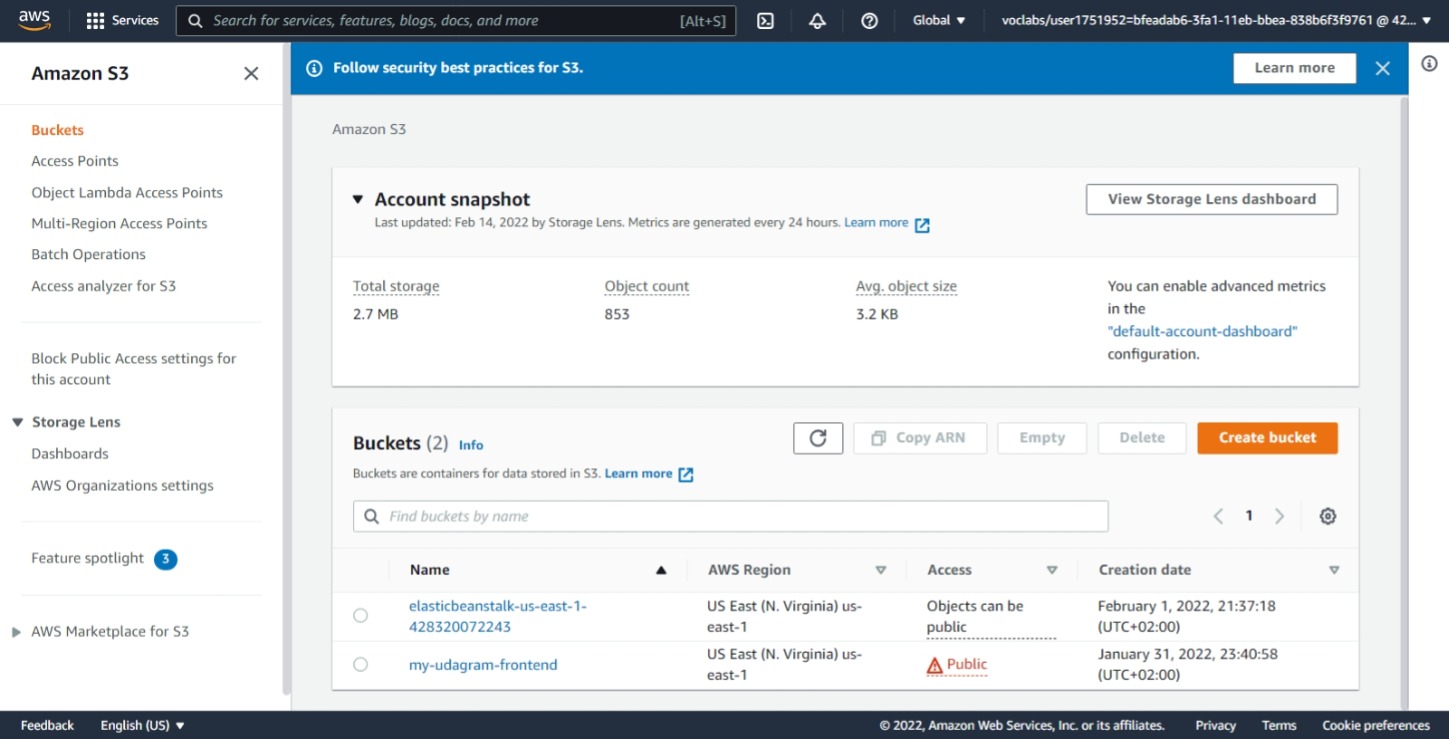 aws
Services
Search for services, features, blogs, docs, and more [Alt+S]
Global
voclabs/user1751952=bfeadab6-3fa1-11eb-bbea-838b6f3f9761 @ 42...
Amazon S3
Buckets
Access Points
Object Lambda Access Points
Multi-Region Access Points
Batch Operations
Access analyzer for S3
Block Public Access settings for
this account
Storage Lens
Dashboards
AWS Organizations settings
Feature spotlight 3
AWS Marketplace for S3
Follow security best practices for S3.
Learn more
Amazon S3
Account snapshot
Last updated: Feb 14, 2022 by Storage Lens. Metrics are generated every 24 hours. Learn more
View Storage Lens dashboard
Total storage
2.7 MB
Object count
853
Avg. object size
3.2 KB
You can enable advanced metrics
in the
"default-account-dashboard"
configuration.
Buckets (2) Info
Buckets are containers for data stored in S3. Learn more
Copy ARN
Empty
Delete
Create bucket
Find buckets by name
1
Name
AWS Region
Access
Creation date
elasticbeanstalk-us-east-1-
428320072243
US East (N. Virginia) us-
east-1
Objects can be
public
February 1, 2022, 21:37:18
(UTC+02:00)
my-udagram-frontend
US East (N. Virginia) us-
east-1
Public
January 31, 2022, 23:40:58
(UTC+02:00)
Feedback
English (US)
© 2022, Amazon Web Services, Inc. or its affiliates.
Privacy
Terms
Cookie preferences